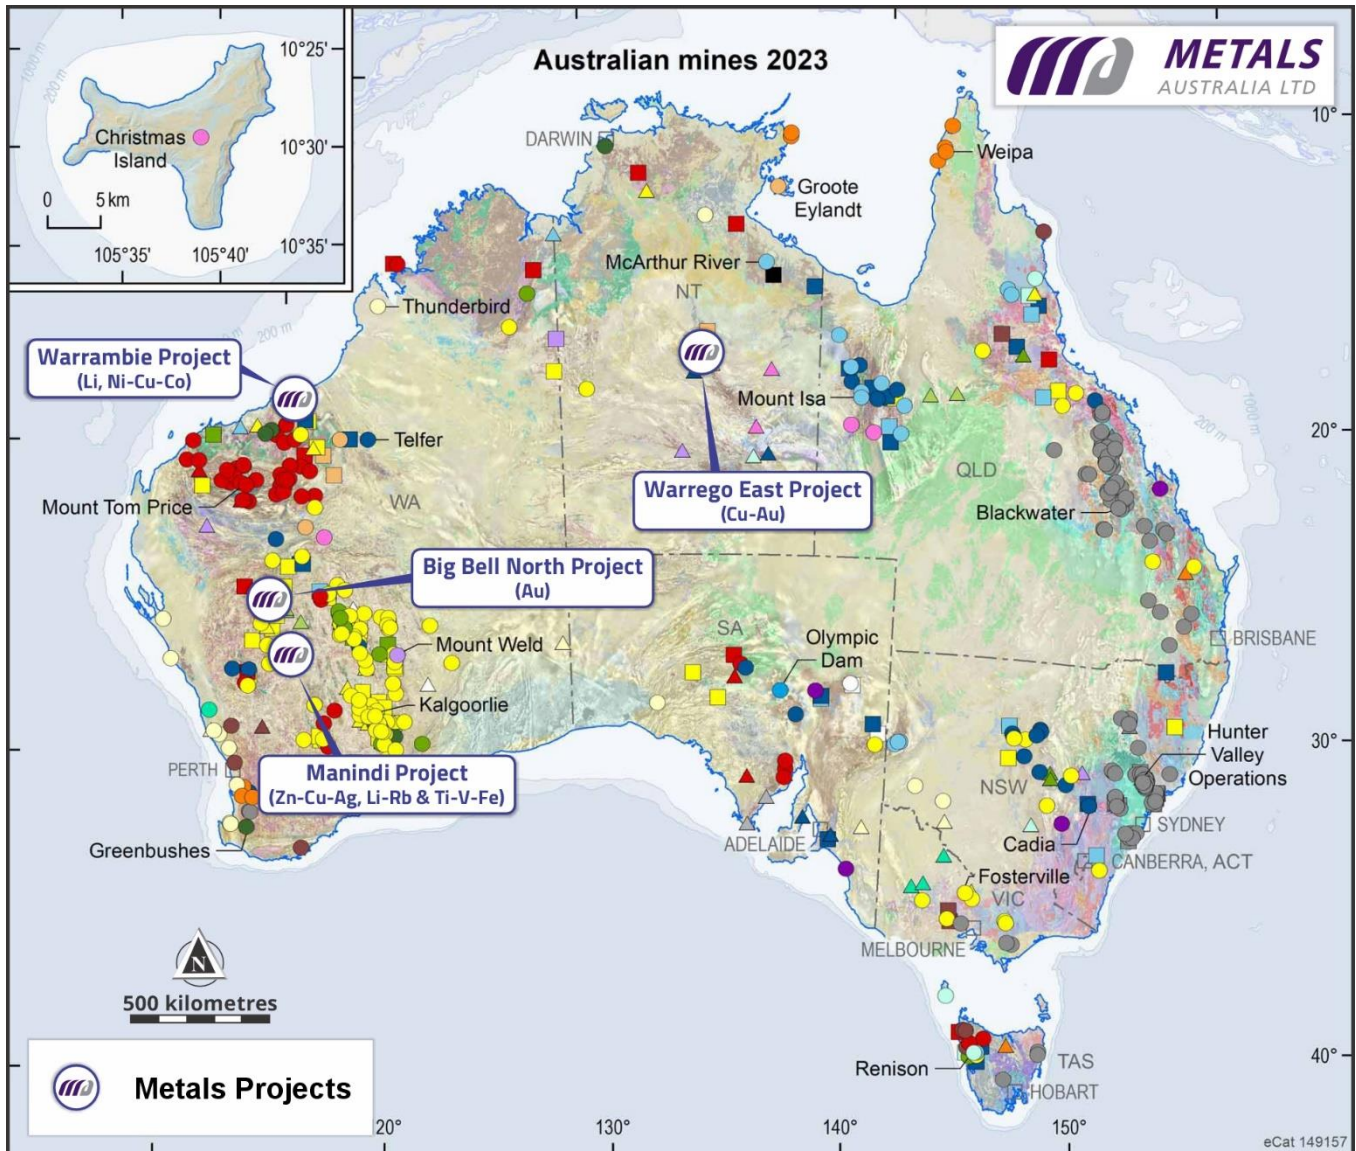 Australian mines 2023
METALS
AUSTRALIA LTD
1000 m
200 m
10°25'
10°30'
10°35'
105°35'
105°40'
Christmas
Island
0 5 km
10°
20°
30°
40°
DARWIN
Weipa
Groote
Eylandt
McArthur River
NT
Thunderbird
200 m
Warrambie Project
(Li, Ni-Cu-Co)
Telfer
Mount Isa
1000 m
200 m
QLD
WA
Mount Tom Price
Warrego East Project
(Cu-Au)
Blackwater
Big Bell North Project
(Au)
Mount Weld
SA
Olympic
Dam
BRISBANE
Kalgoorlie
PERTH
Manindi Project
(Zn-Cu-Ag, Li-Rb & Ti-V-Fe)
Hunter
Valley
Operations
NSW
Greenbushes
ADELAIDE
Cadia
SYDNEY
CANBERRA, ACT
Fosterville
VIC
MELBOURNE
N
500 kilometres
Renison
TAS
HOBART
Metals Projects
20°
130°
140°
150°
eCat 149157